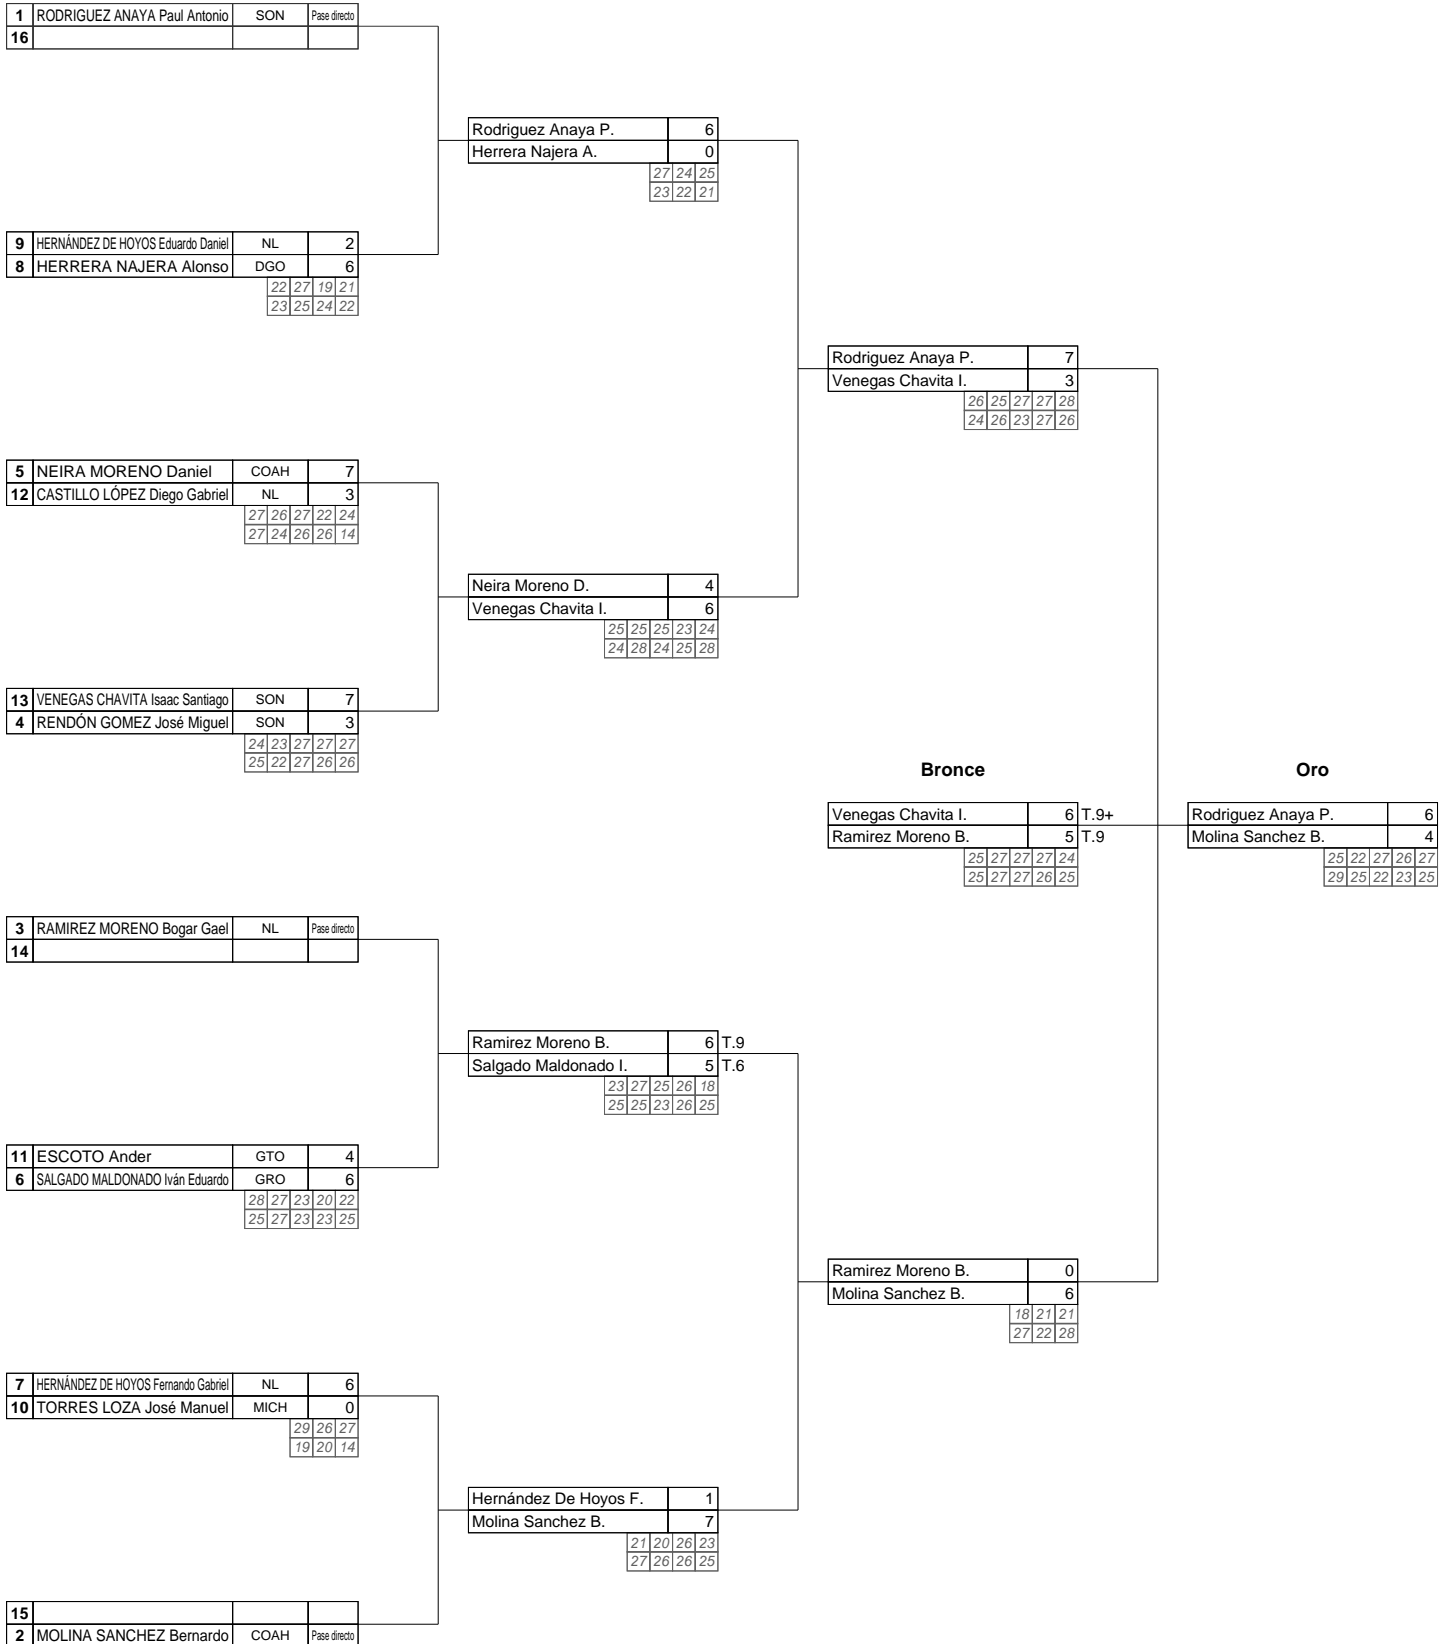 1 RODRIGUEZ ANAYA Paul Antonio SON Pase directo
16
Rodriguez Anaya P. 6
Herrera Najera A. 0
27 24 25
23 22 21
9 HERNÁNDEZ DE HOYOS Eduardo Daniel NL 2
8 HERRERA NAJERA Alonso DGO 6
22 27 19 21
23 25 24 22
Rodriguez Anaya P. 7
Venegas Chavita I. 3
26 25 27 27 28
24 26 23 27 26
5 NEIRA MORENO Daniel COAH 7
12 CASTILLO LÓPEZ Diego Gabriel NL 3
27 26 27 22 24
27 24 26 26 14
Neira Moreno D. 4
Venegas Chavita I. 6
25 25 25 23 24
24 28 24 25 28
13 VENEGAS CHAVITA Isaac Santiago SON 7
4 RENDÓN GOMEZ José Miguel SON 3
24 23 27 27 27
25 22 27 26 26
Bronce Oro
Venegas Chavita I. 6 T.9+ Rodriguez Anaya P. 6
Ramirez Moreno B. 5 T.9 Molina Sanchez B. 4
25 27 27 27 24 25 22 27 26 27
25 27 27 26 25 29 25 22 23 25
3 RAMIREZ MORENO Bogar Gael NL Pase directo
14
Ramirez Moreno B. 6 T.9
Salgado Maldonado I. 5 T.6
23 27 25 26 18
25 25 23 26 25
11 ESCOTO Ander GTO 4
6 SALGADO MALDONADO Iván Eduardo GRO 6
28 27 23 20 22
25 27 23 23 25
Ramirez Moreno B. 0
Molina Sanchez B. 6
18 21 21
27 22 28
7 HERNÁNDEZ DE HOYOS Fernando Gabriel NL 6
10 TORRES LOZA José Manuel MICH 0
29 26 27
19 20 14
Hernández De Hoyos F. 1
Molina Sanchez B. 7
21 20 26 23
27 26 26 25
15
2 MOLINA SANCHEZ Bernardo COAH Pase directo